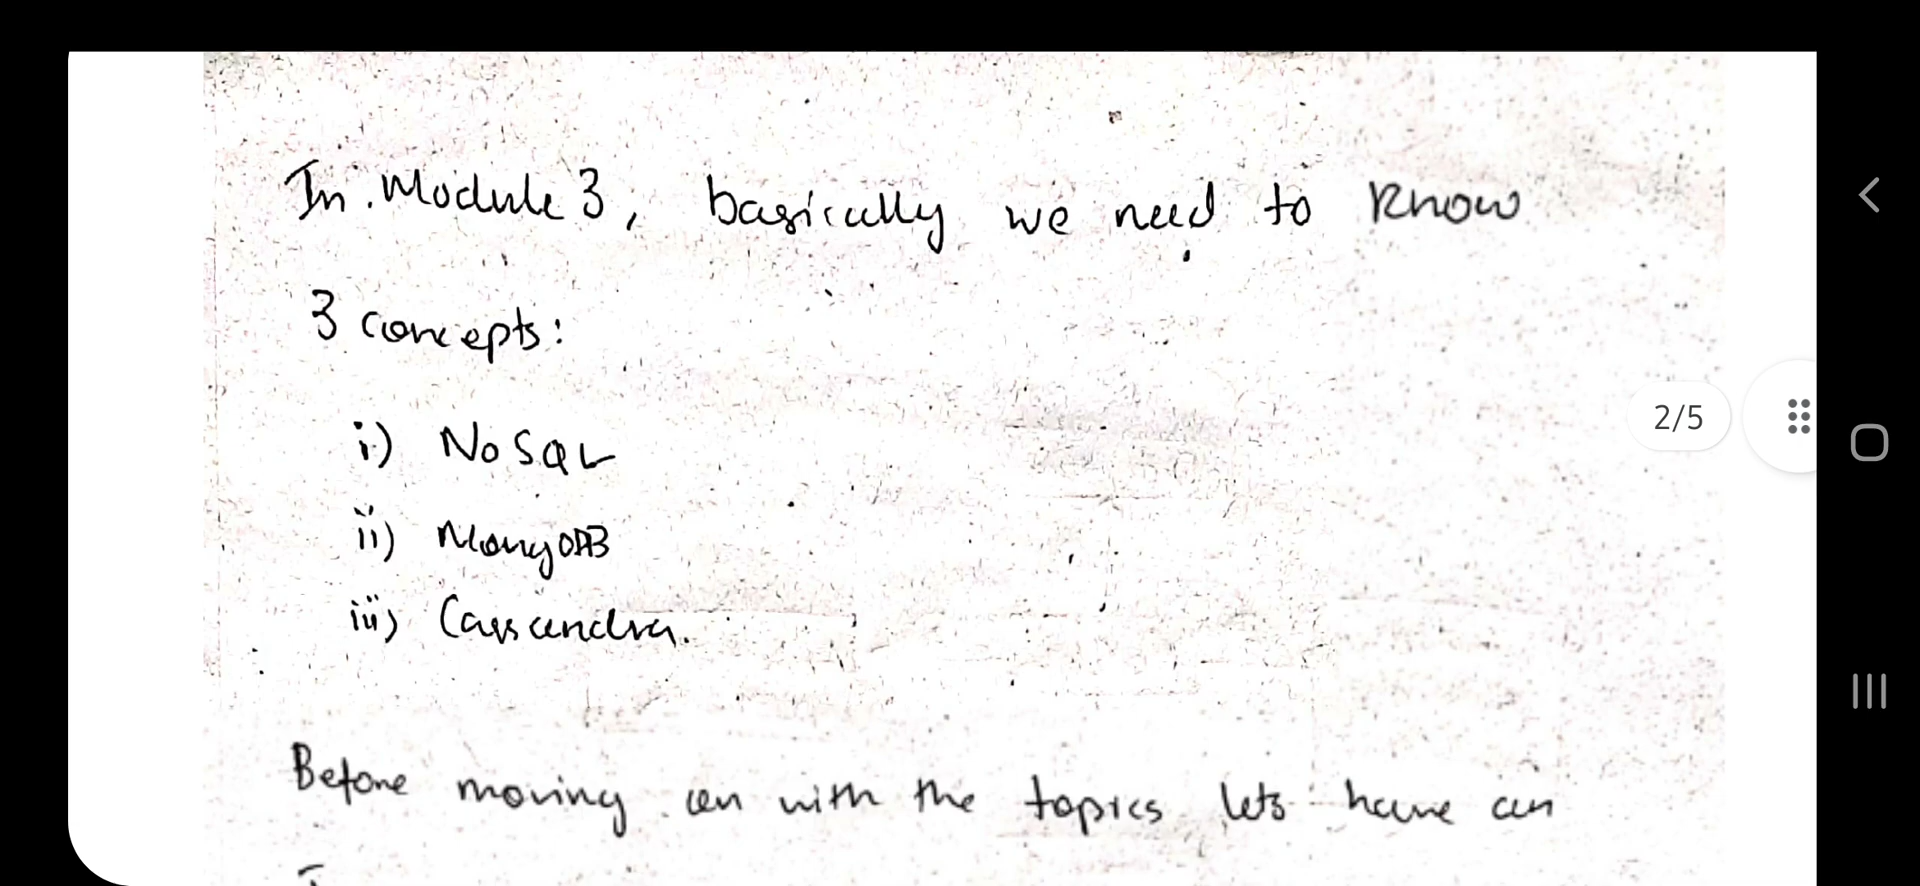 In Module 3, basically we need to know
3 concepts:
i) NoSQL
ii) MongoDB
iii) Cassandra.
Before moving on with the topics lets have an
2/5